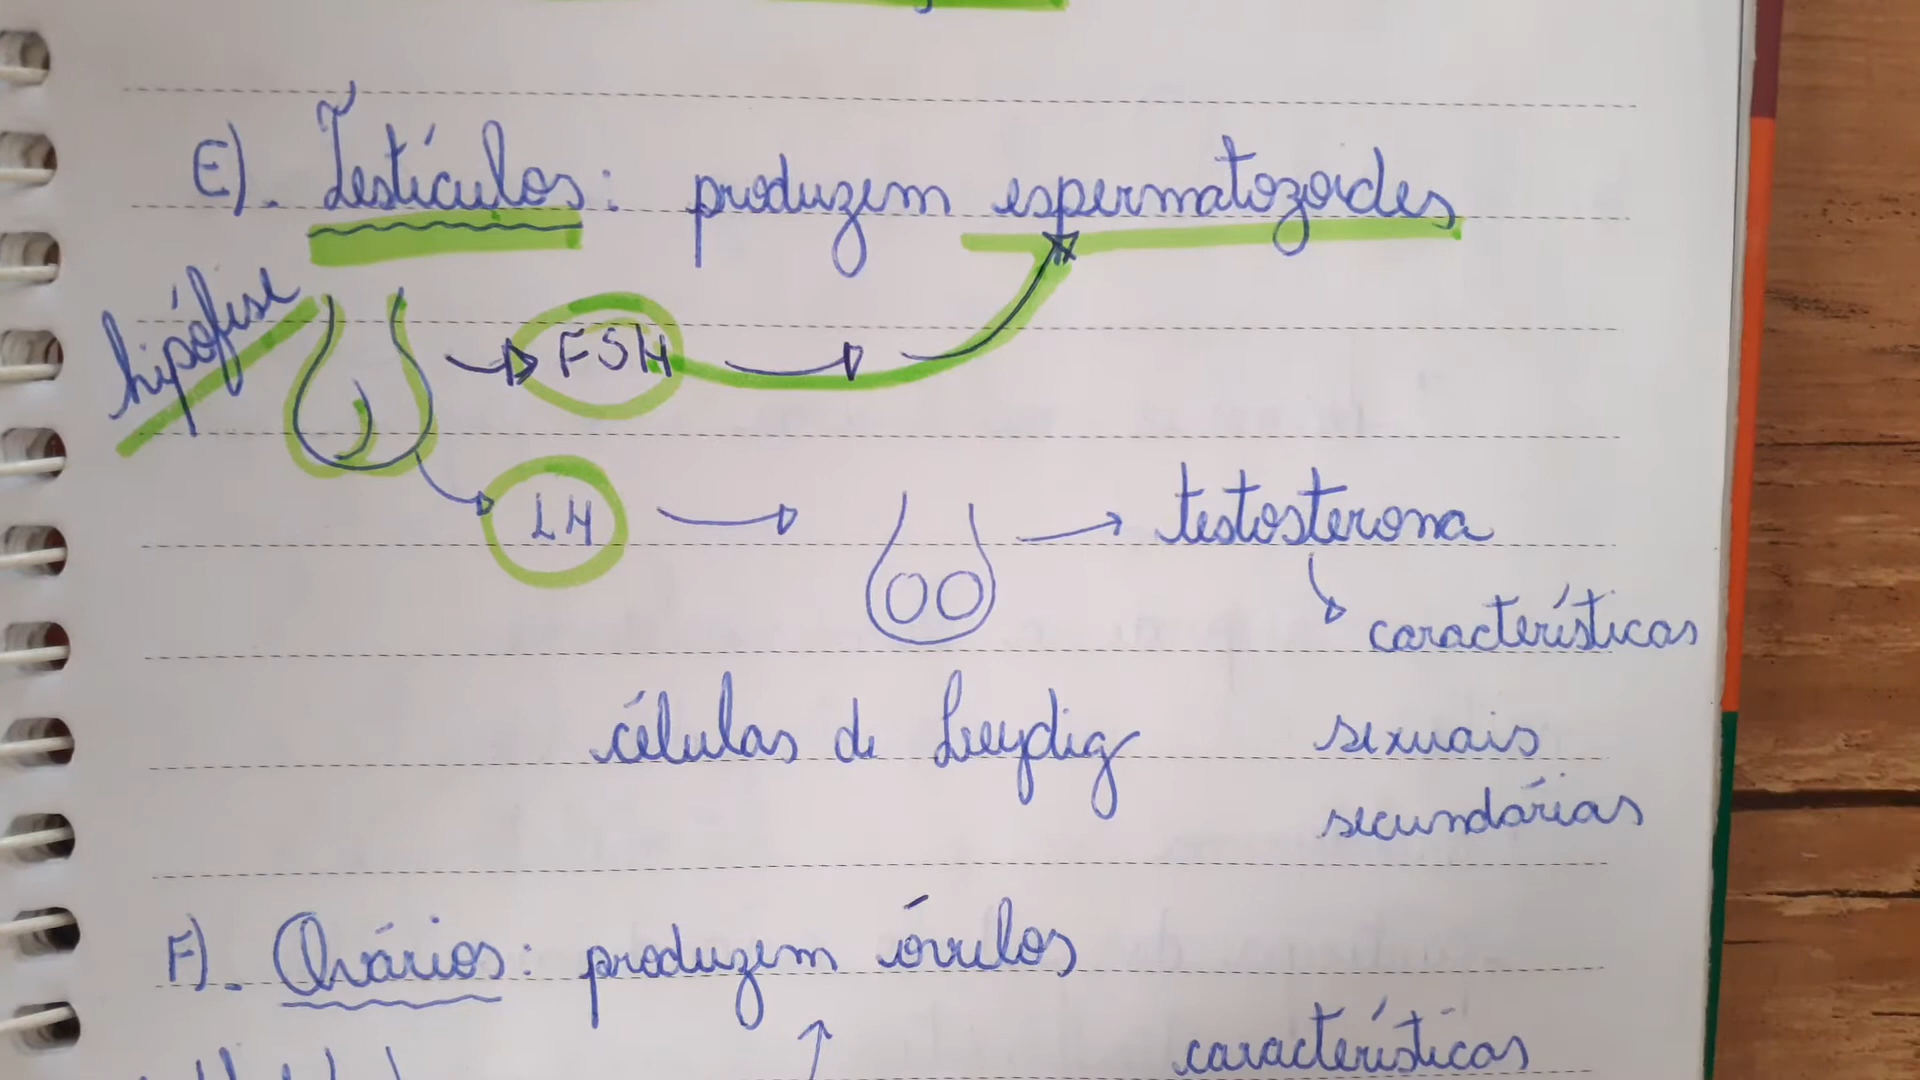 E). Testículos: produzem espermatozoides
hipófise
FSH
LH
testosterona
características
células de Leydig
sexuais
secundárias
F). Ovários: produzem óvulos
características